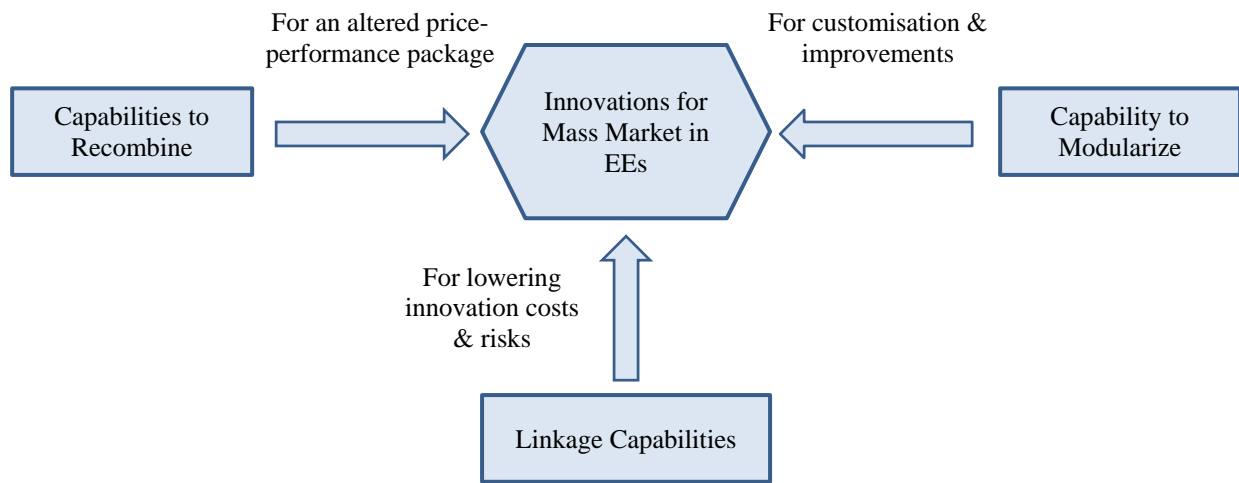 For an altered price-
performance package
For customisation &
improvements
Capabilities to
Recombine
Innovations for
Mass Market in
EEs
Capability to
Modularize
For lowering
innovation costs
& risks
Linkage Capabilities